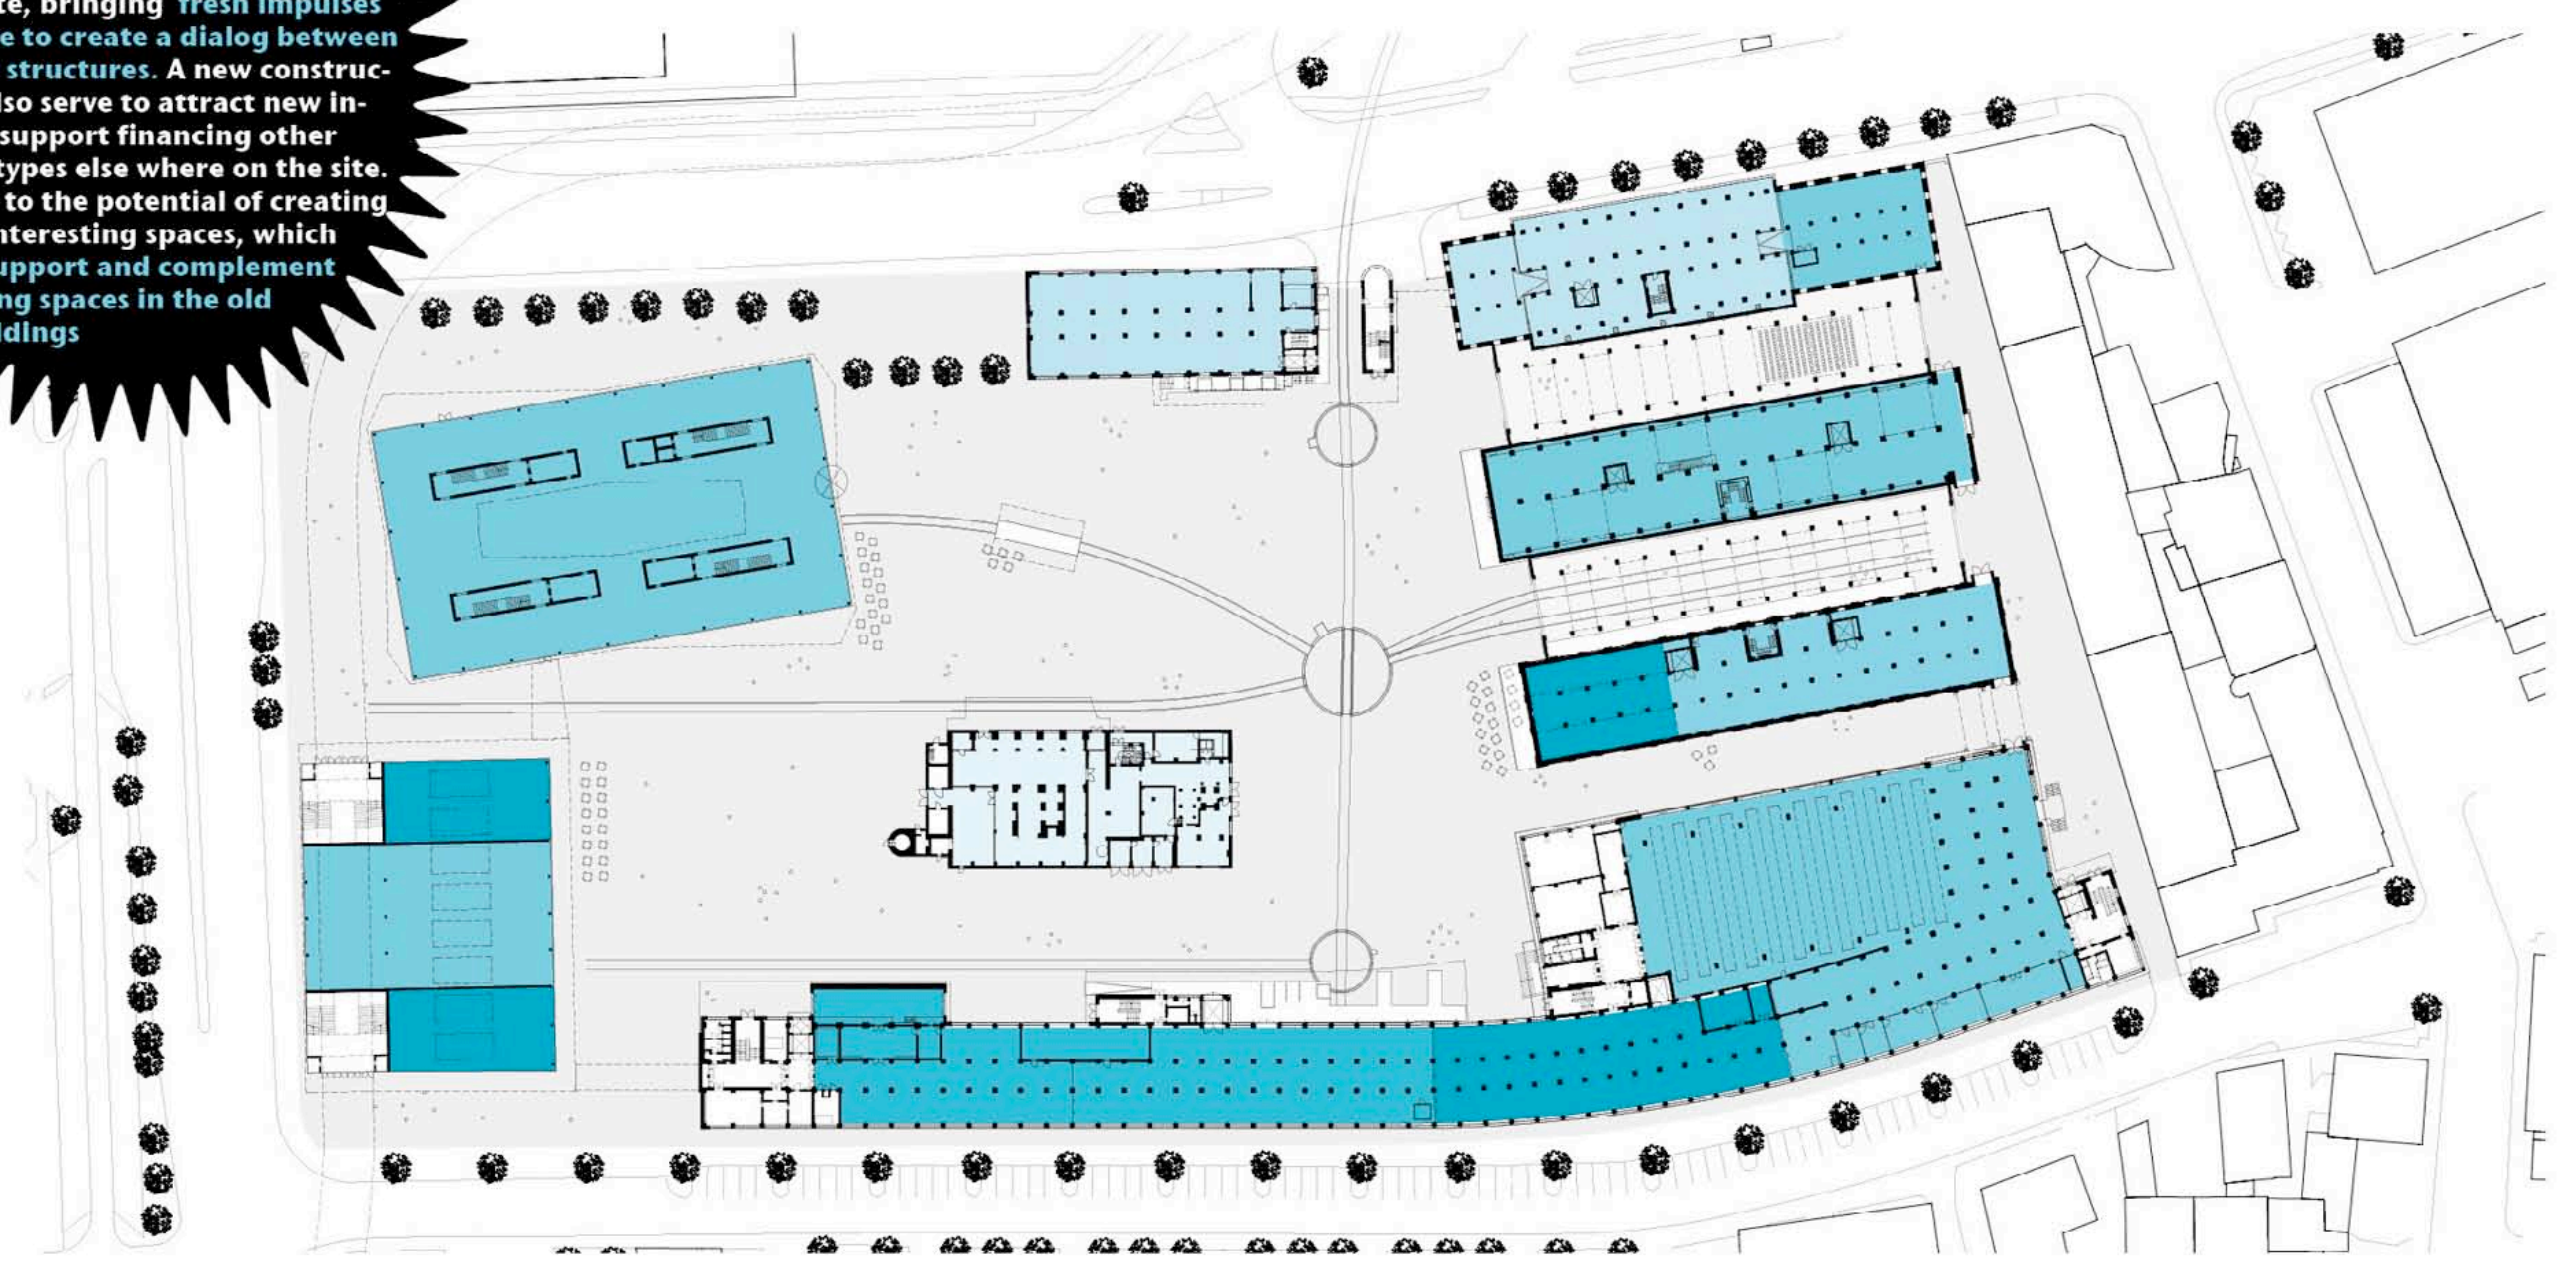 te, bringing fresh impulses
e to create a dialog between
structures. A new construc-
lso serve to attract new in-
support financing other
types else where on the site.
to the potential of creating
nteresting spaces, which
upport and complement
ng spaces in the old
ldings